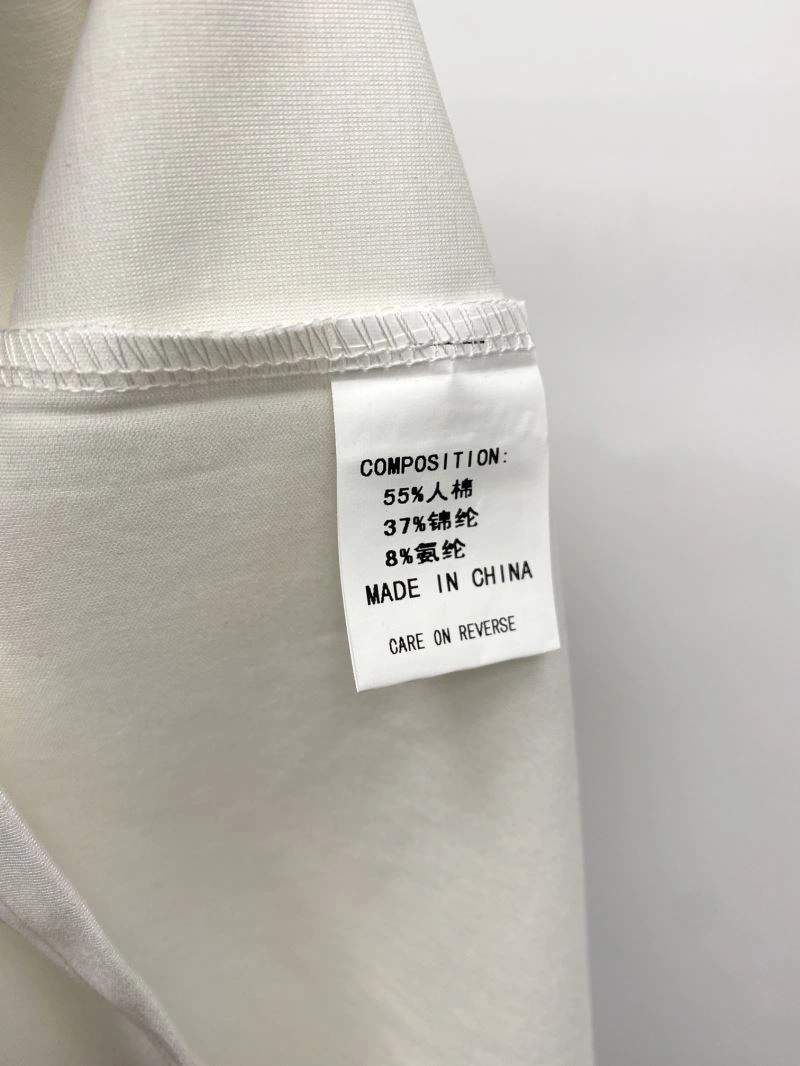 COMPOSITION:
55%人棉
37%锦纶
8%氨纶
MADE IN CHINA
CARE ON REVERSE